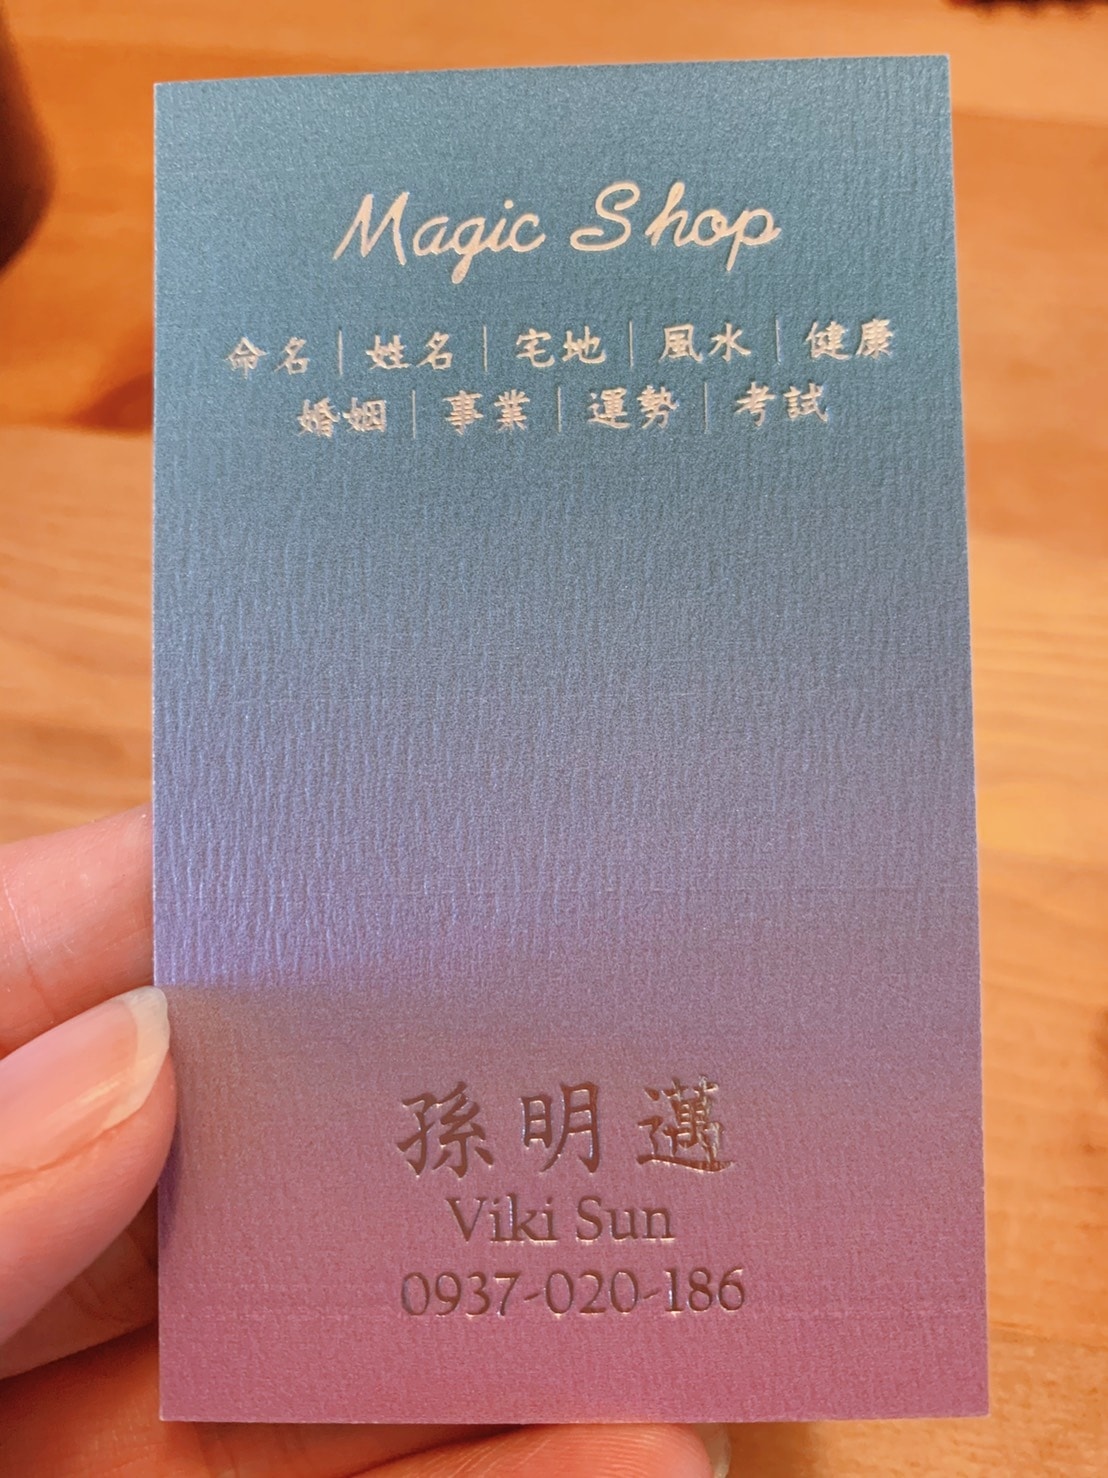 Magic Shop
命名｜姓名｜宅地｜風水｜健康
婚姻｜事業｜運勢｜考試
孫明邁
Viki Sun
0937-020-186